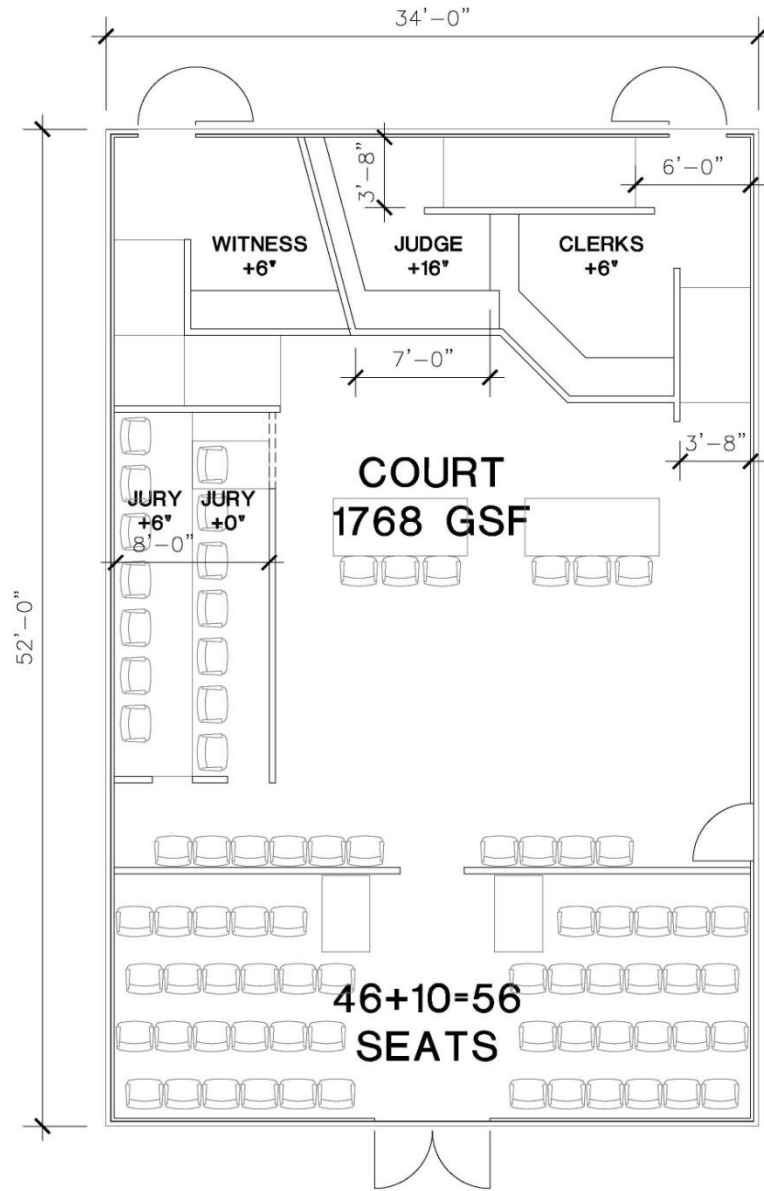 34'-0"
3'-8"
6'-0"
WITNESS
+6"
JUDGE
+16"
CLERKS
+6"
7'-0"
3'-8"
COURT
1768 GSF
JURY
+6"
JURY
+0"
8'-0"
52'-0"
46+10=56
SEATS